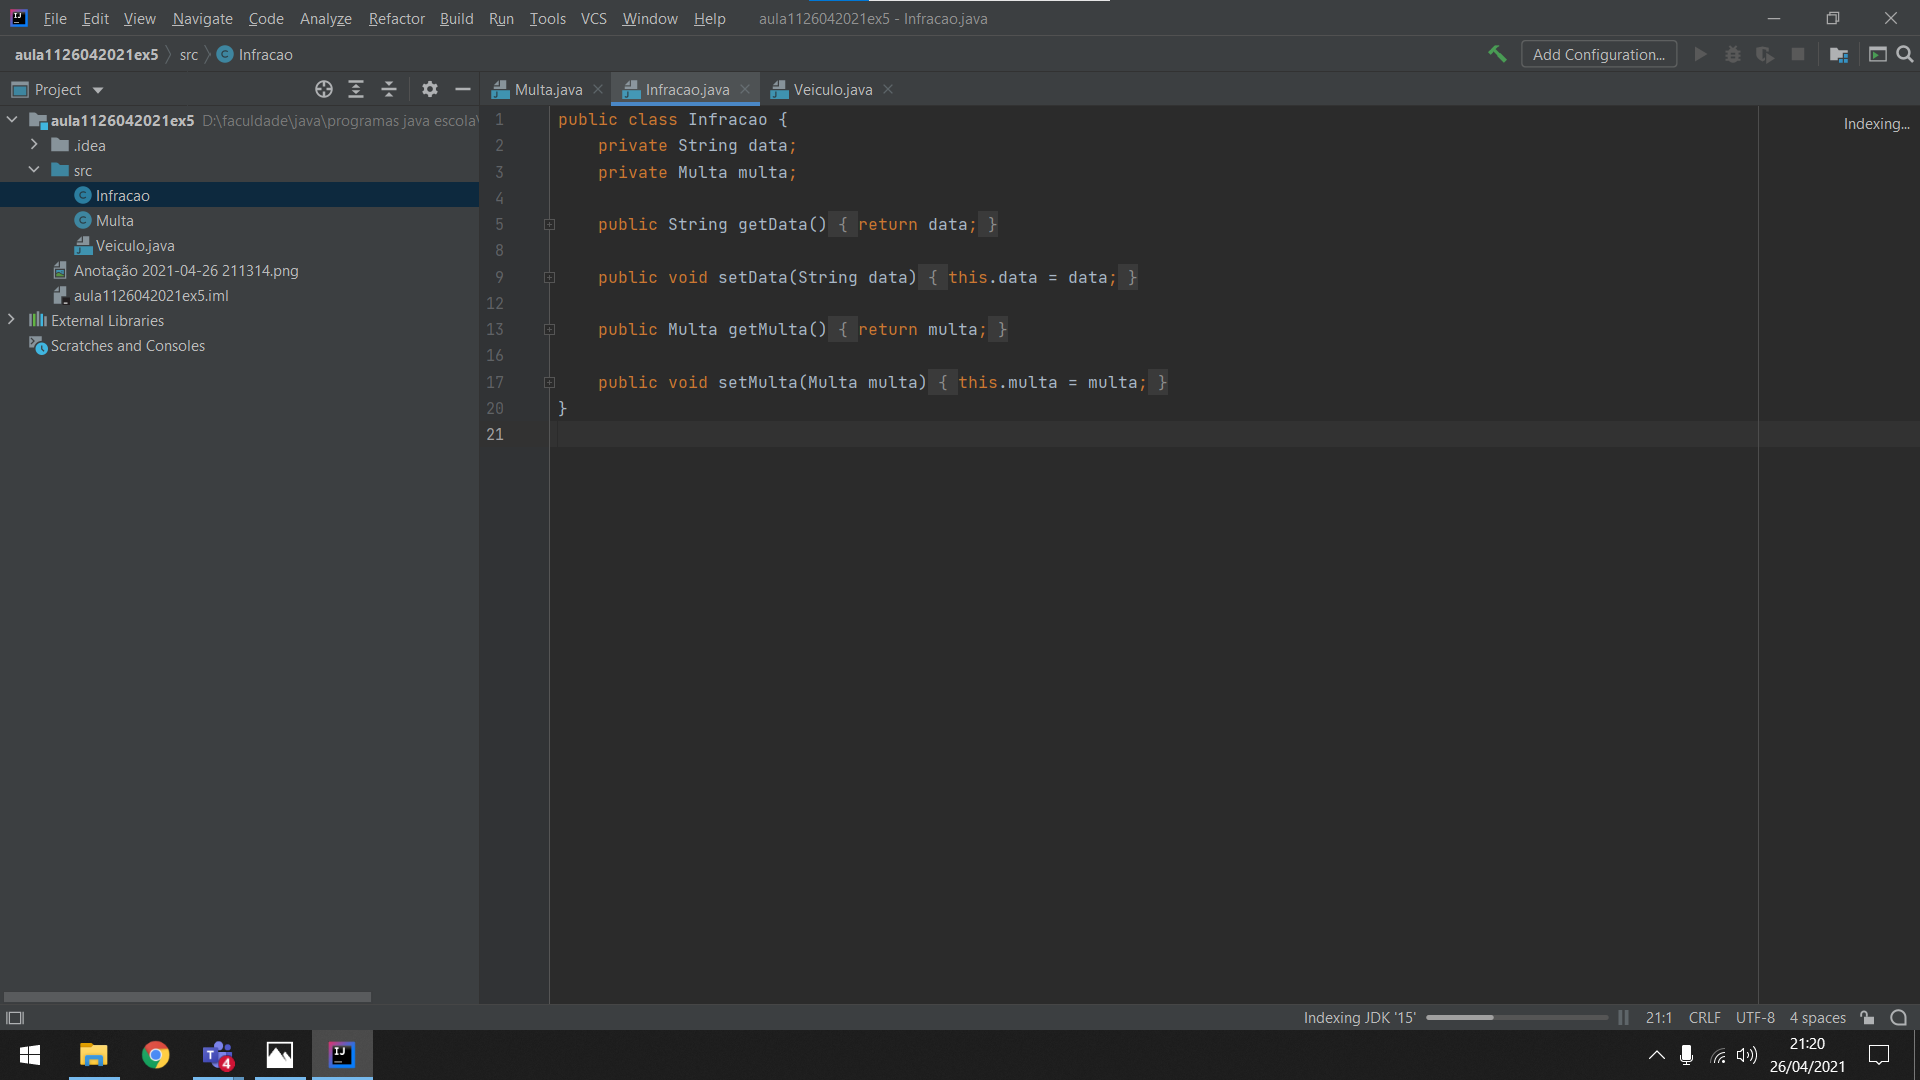 File Edit View Navigate Code Analyze Refactor Build Run Tools VCS Window Help aula1126042021ex5 - Infracao.java
aula1126042021ex5 src Infracao
Add Configuration...
Project
Multa.java Infracao.java Veiculo.java
aula1126042021ex5 D:\faculdade\java\programas java escola\
.idea
src
Infracao
Multa
Veiculo.java
Anotação 2021-04-26 211314.png
aula1126042021ex5.iml
External Libraries
Scratches and Consoles
1 public class Infracao {
2 private String data;
3 private Multa multa;
4
5 public String getData() { return data; }
8
9 public void setData(String data) { this.data = data; }
12
13 public Multa getMulta() { return multa; }
16
17 public void setMulta(Multa multa) { this.multa = multa; }
20 }
21
Indexing...
Indexing JDK '15' 21:1 CRLF UTF-8 4 spaces
4
21:20
26/04/2021